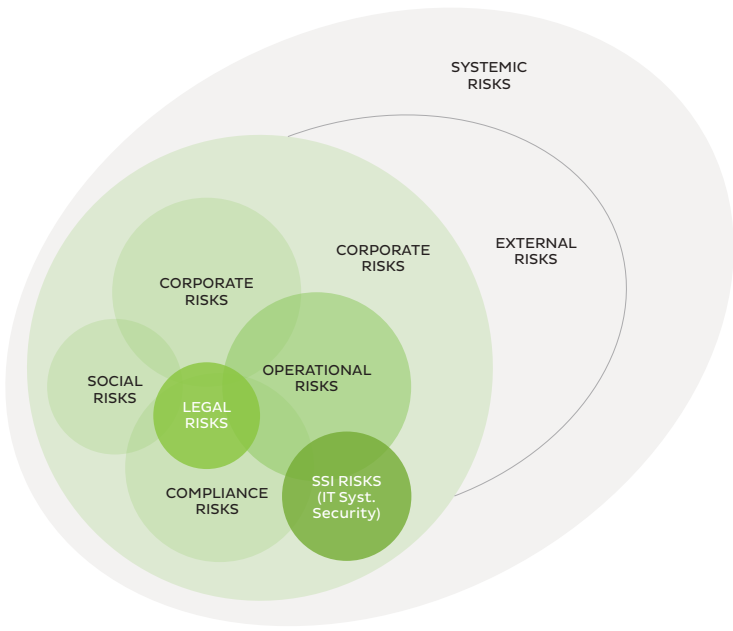 SYSTEMIC
RISKS
EXTERNAL
RISKS
CORPORATE
RISKS
CORPORATE
RISKS
OPERATIONAL
RISKS
SOCIAL
RISKS
LEGAL
RISKS
SSI RISKS
(IT Syst.
Security)
COMPLIANCE
RISKS